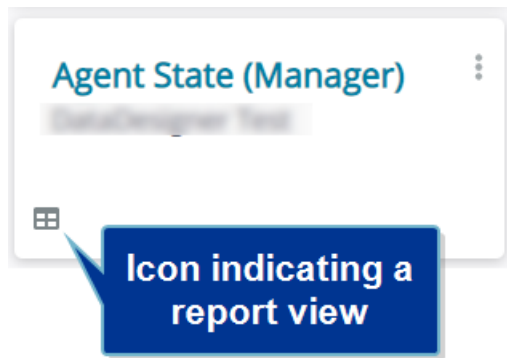 Agent State (Manager)
Icon indicating a
report view